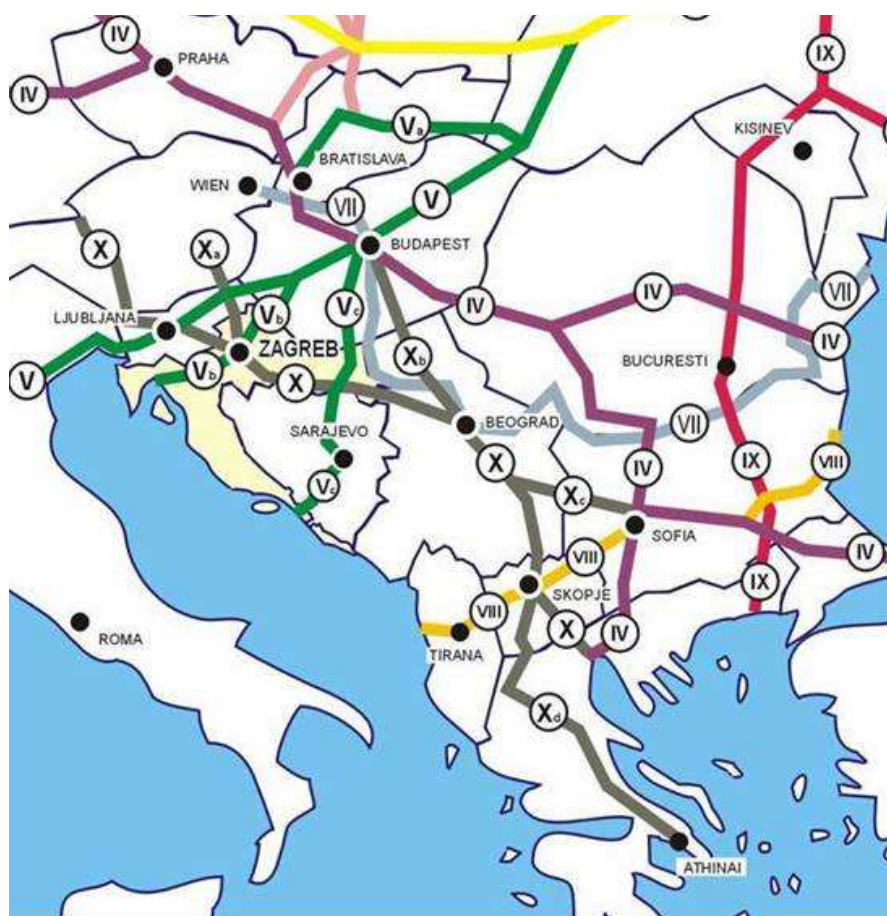 IV
IX
PRAHA
IV
Va
KISINEV
BRATISLAVA
WIEN
V
VII
BUDAPEST
X
Xa
VII
IV
IV
Vc
Vb
LJUBLJANA
IV
ZAGREB
Xb
BUCURESTI
Vb
V
X
BEOGRAD
VII
SARAJEVO
X
IV
IX
VIII
Vc
Xc
SOFIA
IV
VIII
IX
SKOPJE
VIII
ROMA
X
IV
TIRANA
Xd
ATHINAI